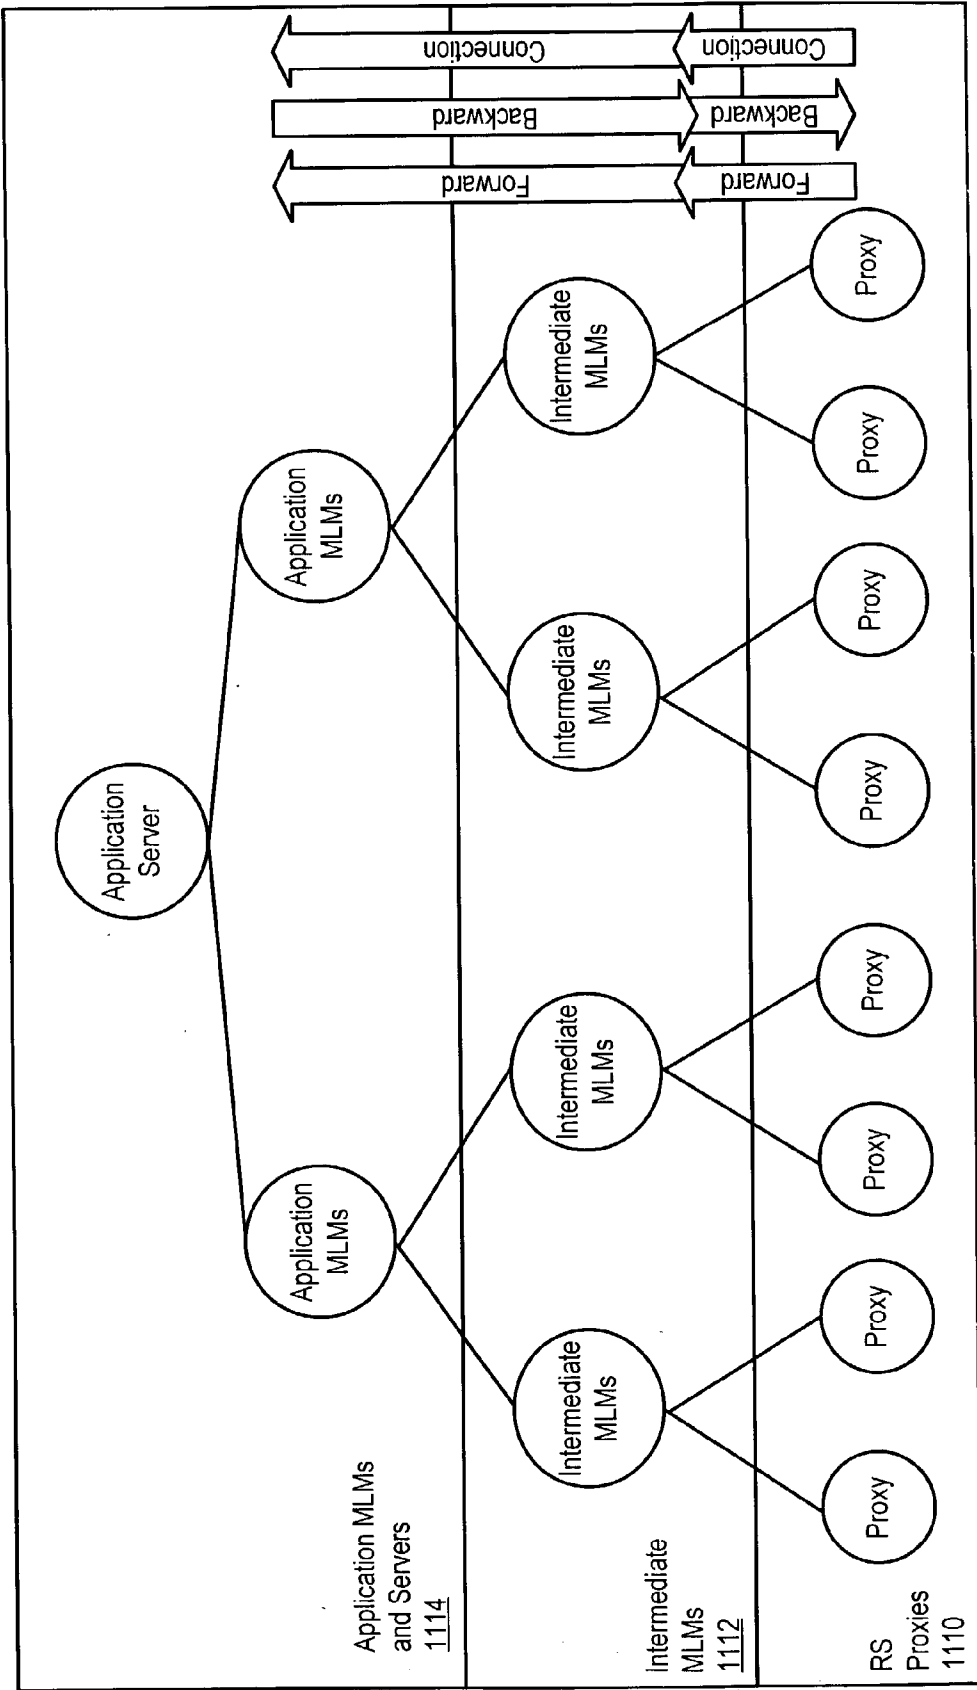 Application
Server
Application
MLMs
Application
MLMs
Application MLMs
and Servers
1114
Intermediate
MLMs
Intermediate
MLMs
Intermediate
MLMs
Intermediate
MLMs
Intermediate
MLMs
1112
Proxy
Proxy
Proxy
Proxy
Proxy
Proxy
Proxy
Proxy
RS
Proxies
1110
Forward
Forward
Backward
Backward
Connection
Connection